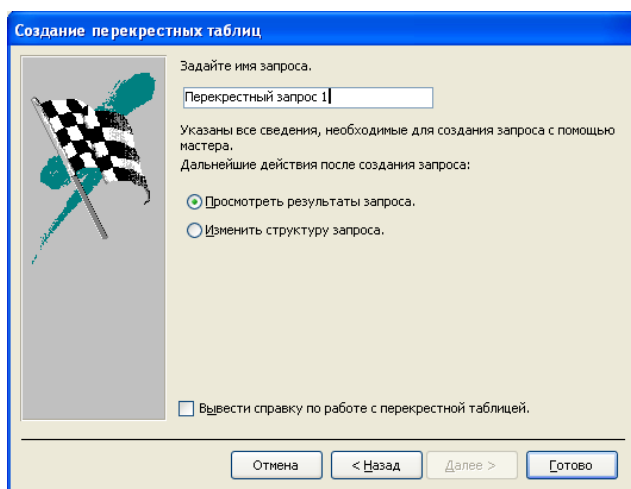 Создание перекрестных таблиц
Задайте имя запроса.
Перекрестный запрос 1
Указаны все сведения, необходимые для создания запроса с помощью
мастера.
Дальнейшие действия после создания запроса:
Просмотреть результаты запроса.
Изменить структуру запроса.
Вывести справку по работе с перекрестной таблицей.
Отмена
< Назад
Далее >
Готово